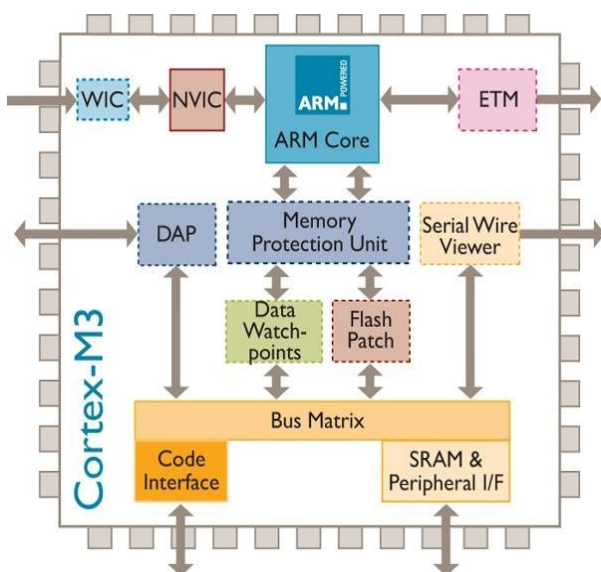 WIC
NVIC
ARM
POWERED
ARM Core
ETM
DAP
Memory
Protection Unit
Serial Wire
Viewer
Data
Watch-
points
Flash
Patch
Cortex-M3
Bus Matrix
Code
Interface
SRAM &
Peripheral I/F